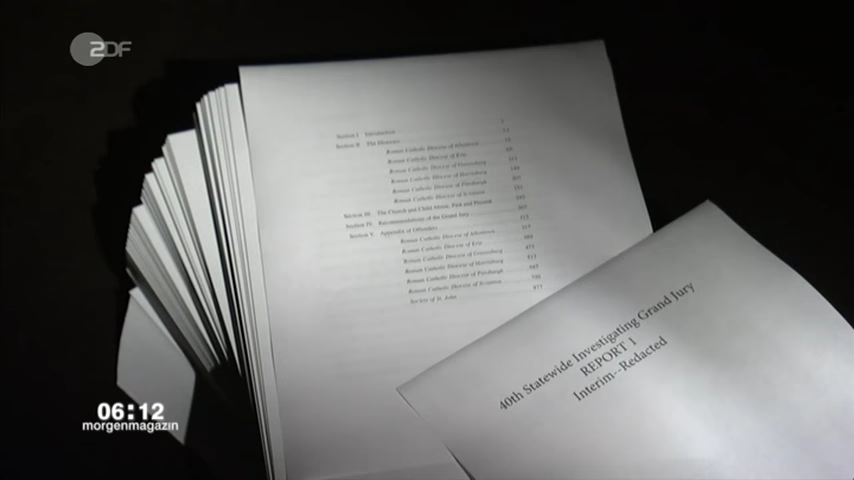 ZDF
Section I Introduction
Section II The Dioceses
Roman Catholic Diocese of Allentown
Roman Catholic Diocese of Erie
Roman Catholic Diocese of Greensburg
Roman Catholic Diocese of Harrisburg
Roman Catholic Diocese of Pittsburgh
Roman Catholic Diocese of Scranton
Section III The Church and Child Abuse, Past and Present
Section IV Recommendations of the Grand Jury
Section V Appendix of Offenders
Roman Catholic Diocese of Allentown
Roman Catholic Diocese of Erie
Roman Catholic Diocese of Greensburg
Roman Catholic Diocese of Harrisburg
Roman Catholic Diocese of Pittsburgh
Roman Catholic Diocese of Scranton
Society of St. John
40th Statewide Investigating Grand Jury
REPORT 1
Interim--Redacted
06:12
morgenmagazin